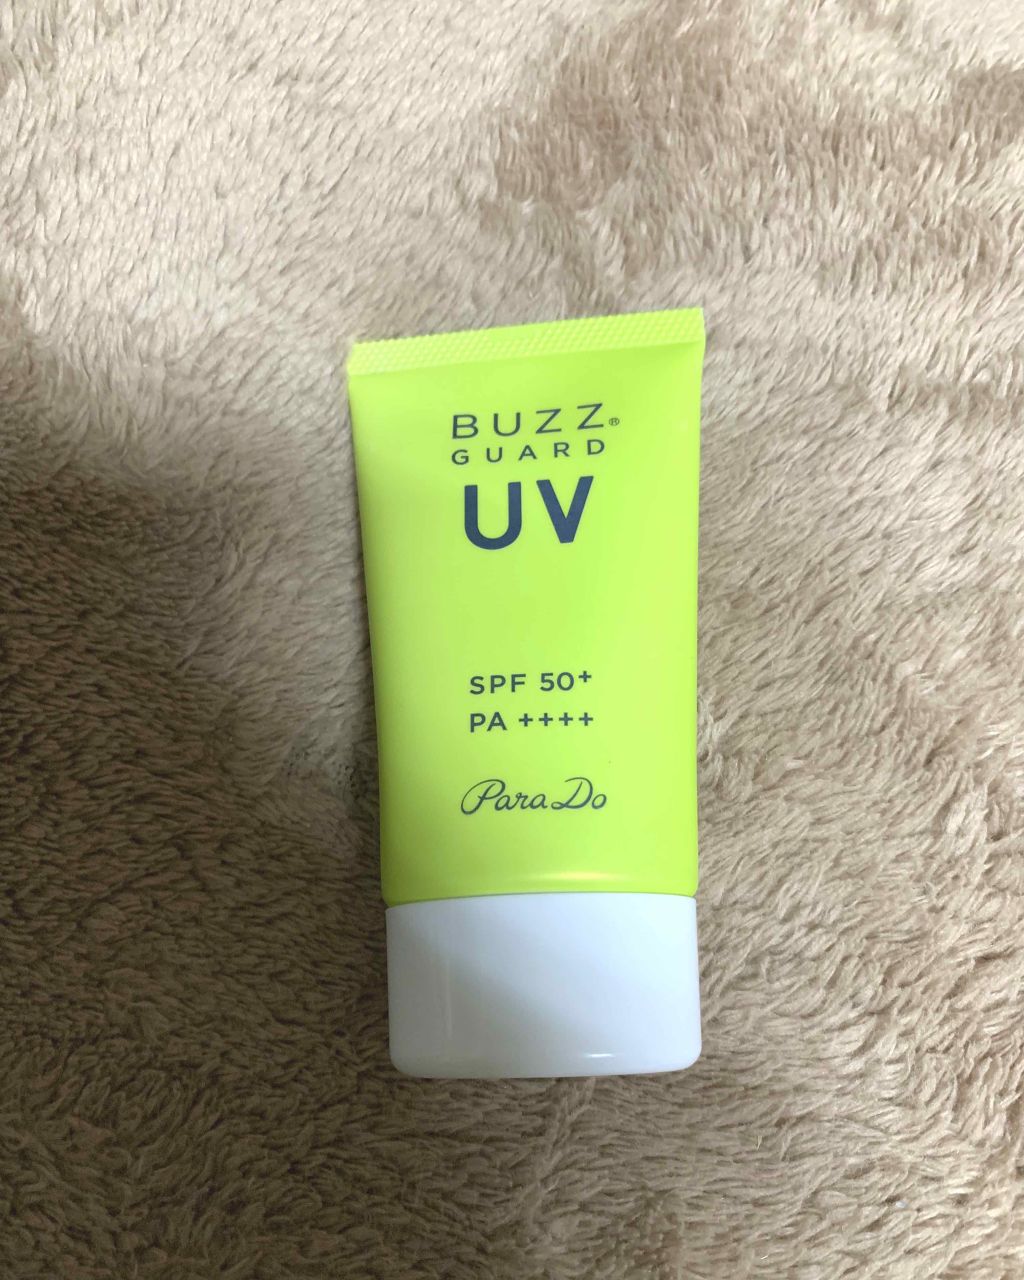 BUZZ®
GUARD
UV
SPF 50+
PA ++++
Para Do